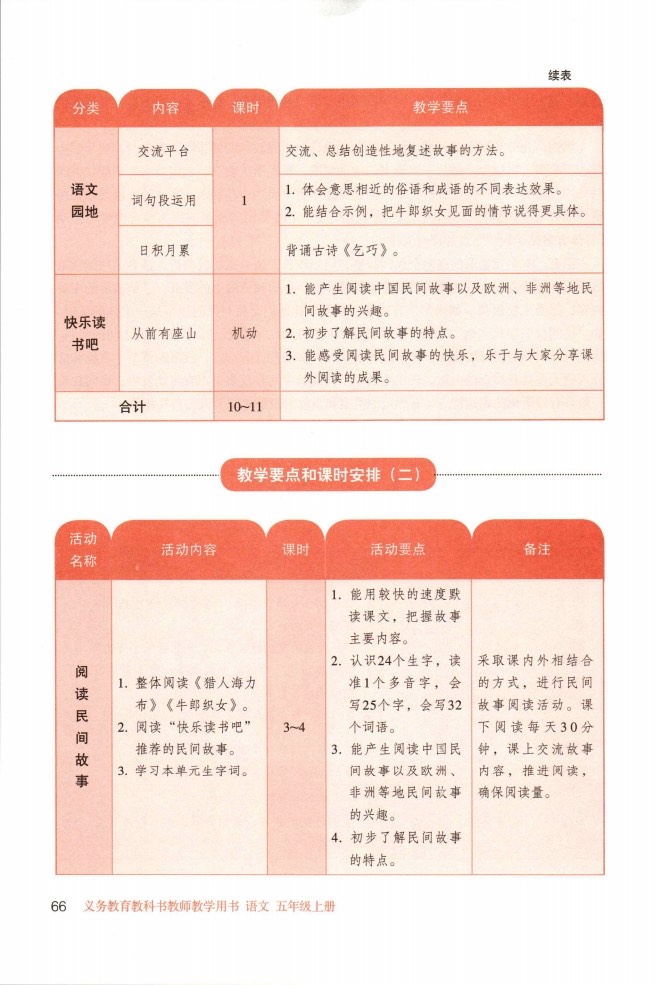 续表
分类 内容 课时 教学要点
语文
园地
交流平台
1
交流、总结创造性地复述故事的方法。
词句段运用
1. 体会意思相近的俗语和成语的不同表达效果。
2. 能结合示例，把牛郎织女见面的情节说得更具体。
日积月累
背诵古诗《乞巧》。
快乐读
书吧
从前有座山
机动
1. 能产生阅读中国民间故事以及欧洲、非洲等地民
间故事的兴趣。
2. 初步了解民间故事的特点。
3. 能感受阅读民间故事的快乐，乐于与大家分享课
外阅读的成果。
合计 10~11
教学要点和课时安排（二）
活动
名称
活动内容 课时 活动要点 备注
阅
读
民
间
故
事
1. 整体阅读《猎人海力
布》《牛郎织女》。
2. 阅读“快乐读书吧”
推荐的民间故事。
3. 学习本单元生字词。
3~4
1. 能用较快的速度默
读课文，把握故事
主要内容。
2. 认识24个生字，读
准1个多音字，会
写25个字，会写32
个词语。
3. 能产生阅读中国民
间故事以及欧洲、
非洲等地民间故事
的兴趣。
4. 初步了解民间故事
的特点。
采取课内外相结合
的方式，进行民间
故事阅读活动。课
下阅读每天30分
钟，课上交流故事
内容，推进阅读，
确保阅读量。
66 义务教育教科书教师教学用书 语文 五年级上册